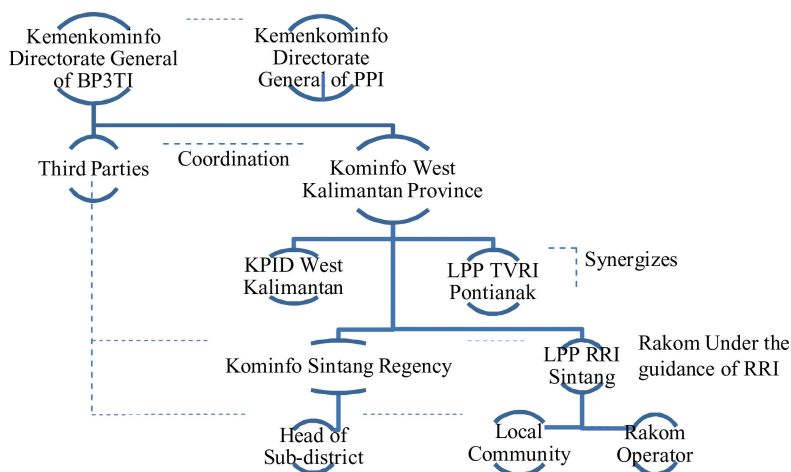 Kemenkominfo
Directorate General
of BP3TI
Kemenkominfo
Directorate
General of PPI
Third Parties
Coordination
Kominfo West
Kalimantan Province
KPID West
Kalimantan
LPP TVRI
Pontianak
Synergizes
Kominfo Sintang Regency
LPP RRI
Sintang
Rakom Under the
guidance of RRI
Head of
Sub-district
Local
Community
Rakom
Operator